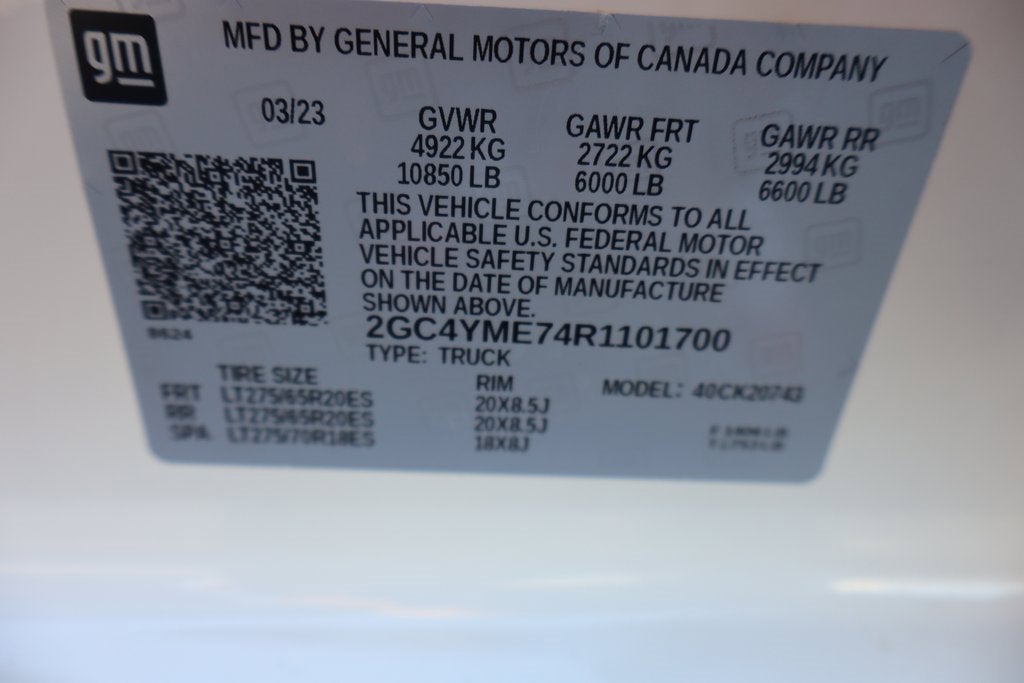 gm
MFD BY GENERAL MOTORS OF CANADA COMPANY
03/23
GVWR GAWR FRT GAWR RR
4922 KG 2722 KG 2994 KG
10850 LB 6000 LB 6600 LB
THIS VEHICLE CONFORMS TO ALL
APPLICABLE U.S. FEDERAL MOTOR
VEHICLE SAFETY STANDARDS IN EFFECT
ON THE DATE OF MANUFACTURE
SHOWN ABOVE.
2GC4YME74R1101700
TYPE: TRUCK
TIRE SIZE RIM MODEL: 40CK20743
FRT LT275/65R20ES 20X8.5J
RR LT275/65R20ES 20X8.5J
SPA LT275/70R18ES 18X8J